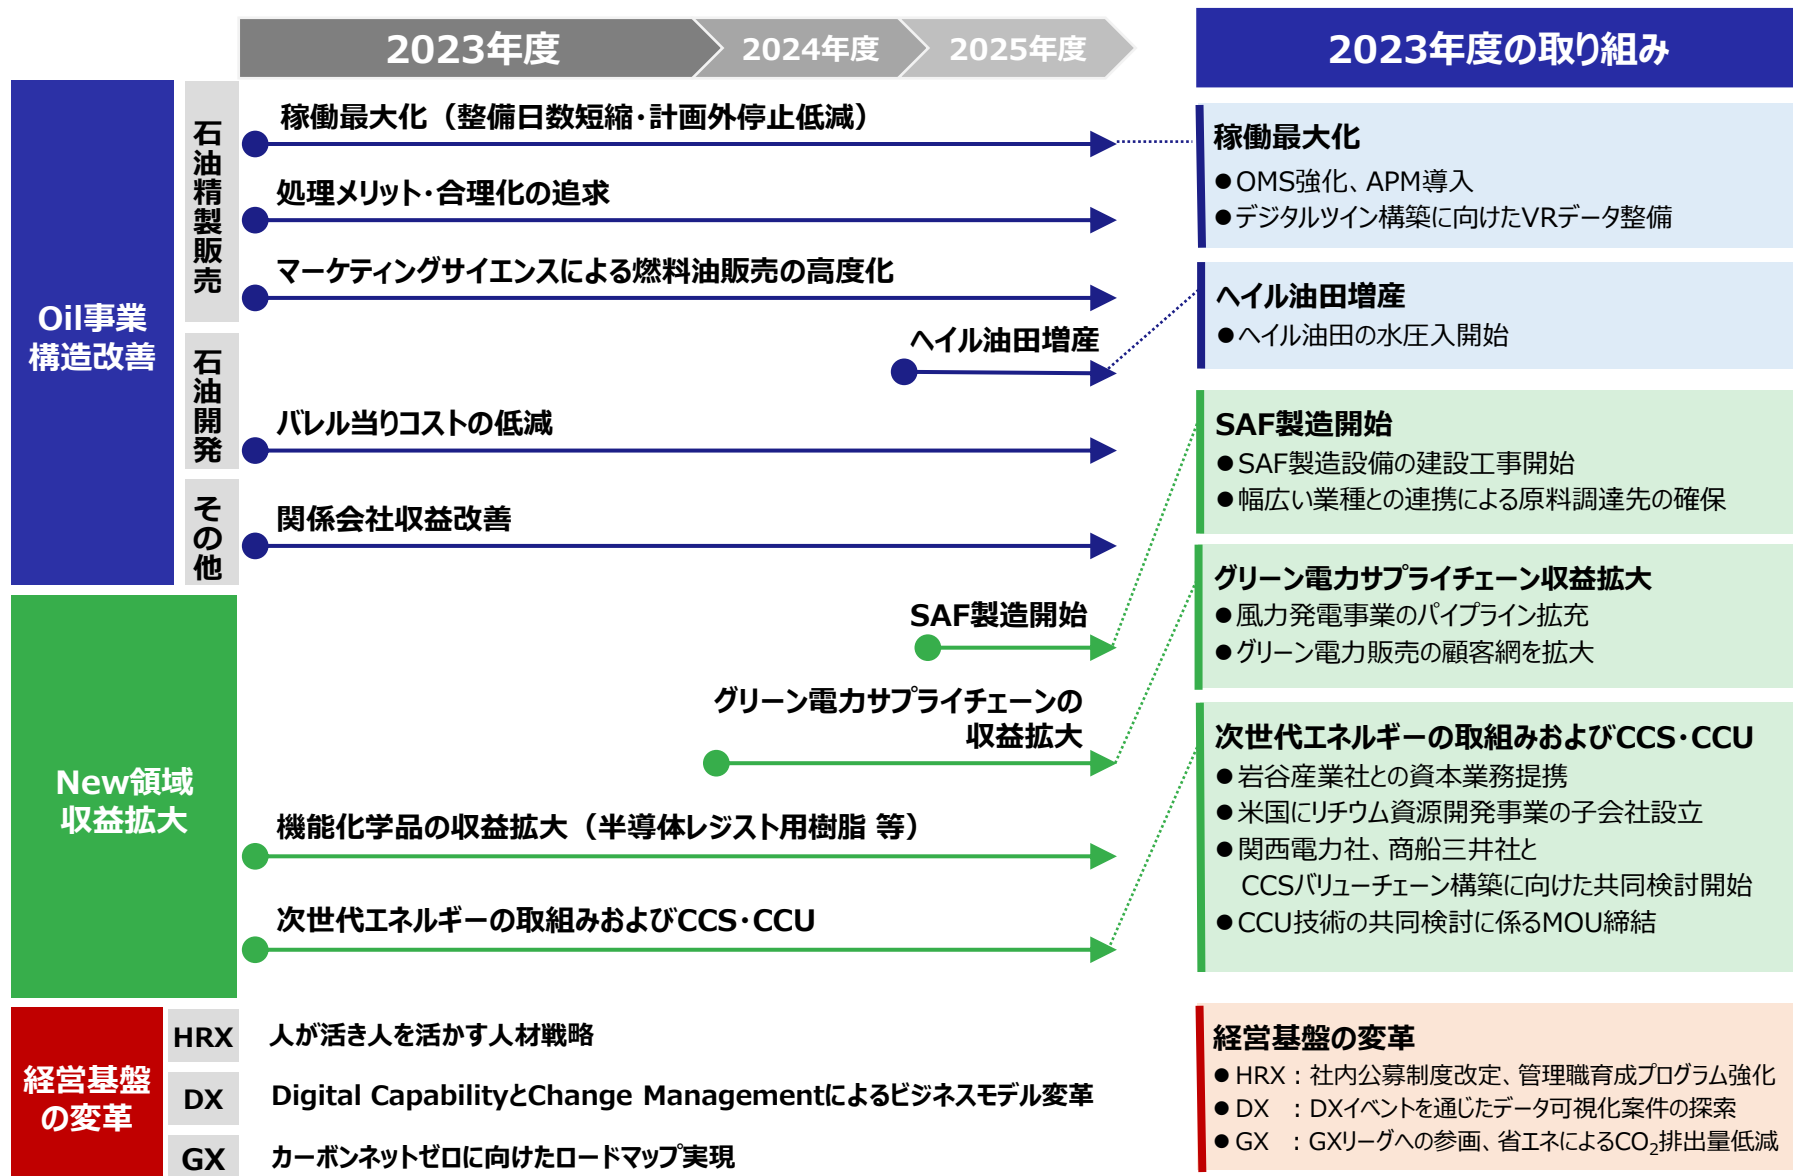 2023年度
2024年度
2025年度
2023年度の取り組み
Oil事業
構造改善
石油精製販売
稼働最大化（整備日数短縮・計画外停止低減）
処理メリット・合理化の追求
マーケティングサイエンスによる燃料油販売の高度化
石油開発
ヘイル油田増産
バレル当りコストの低減
その他
関係会社収益改善
New領域
収益拡大
SAF製造開始
グリーン電力サプライチェーンの
収益拡大
機能化学品の収益拡大（半導体レジスト用樹脂 等）
次世代エネルギーの取組みおよびCCS・CCU
経営基盤
の変革
HRX
人が活き人を活かす人材戦略
DX
Digital CapabilityとChange Managementによるビジネスモデル変革
GX
カーボンネットゼロに向けたロードマップ実現
稼働最大化
●OMS強化、APM導入
●デジタルツイン構築に向けたVRデータ整備
ヘイル油田増産
●ヘイル油田の水圧入開始
SAF製造開始
●SAF製造設備の建設工事開始
●幅広い業種との連携による原料調達先の確保
グリーン電力サプライチェーン収益拡大
●風力発電事業のパイプライン拡充
●グリーン電力販売の顧客網を拡大
次世代エネルギーの取組みおよびCCS・CCU
●岩谷産業社との資本業務提携
●米国にリチウム資源開発事業の子会社設立
●関西電力社、商船三井社と
CCSバリューチェーン構築に向けた共同検討開始
●CCU技術の共同検討に係るMOU締結
経営基盤の変革
●HRX：社内公募制度改定、管理職育成プログラム強化
●DX ：DXイベントを通じたデータ可視化案件の探索
●GX ：GXリーグへの参画、省エネによるCO₂排出量低減